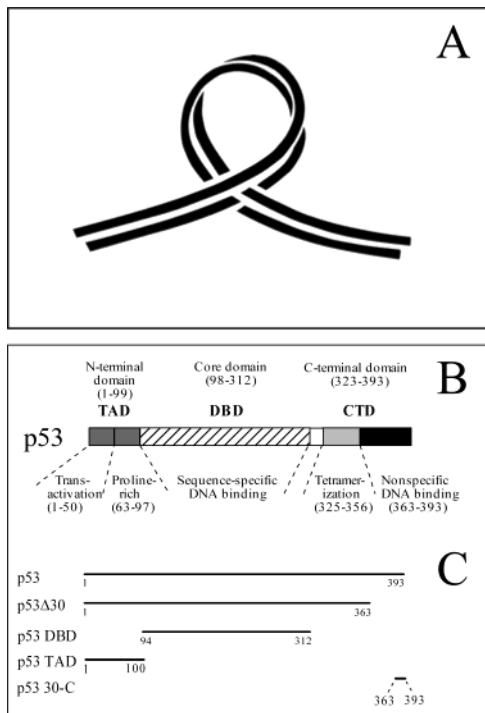 A
B
N-terminal Core domain C-terminal domain
domain (98-312) (323-393)
(1-99)
TAD DBD CTD
p53
Trans- Proline- Sequence-specific Tetramer- Nonspecific
activation rich DNA binding ization DNA binding
(1-50) (63-97) (325-356) (363-393)
C
p53 1 393
p53Δ30 1 363
p53 DBD 94 312
p53 TAD 1 100
p53 30-C 363 393